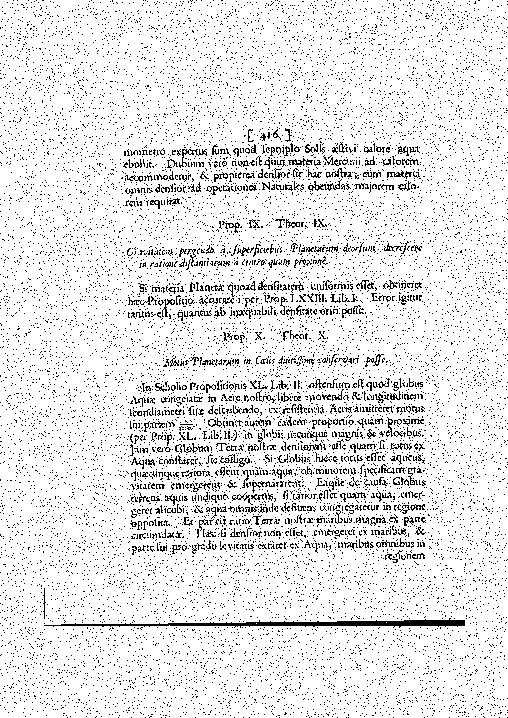 [ 416 ]
mometro expertus sum quod septuplo Solis æstivi calore aqua
ebullit. Dubium vero non est quin materia Mercurii ad calorem
accommodetur, & propterea densior sit hac nostra; cum materia
omnis densior ad operationes Naturales obeundas majorem calo-
rem requirat.
Prop. IX. Theor. IX.
Gravitatem pergendo a superficiebus Planetarum deorsum decrescere
in ratione distantiarum a centro quam proxime.
Si materia Planetæ quoad densitatem uniformis esset, obtineret
hæc Propositio accurate: per Prop. LXXIII. Lib. I. Error igitur
tantus est, quantus ab inæquabili densitate oriri possit.
Prop. X. Theor. X.
Motus Planetarum in Cœlis diutissime conservari posse.
In Scholio Propositionis XL. Lib. II. ostensum est quod globus
Aquæ congelatæ in Aere nostro, libere movendo & longitudinem
semidiametri suæ describendo, ex resistentia Aeris amitteret motus
sui partem Obtinet autem eadem proportio quam proxime
(per Prop. XL. Lib. II.) in globis utcunque magnis & velocibus.
Jam vero Globum Terræ nostræ densiorem esse quam si totus ex
Aqua constaret, sic colligo. Si Globus hicce totus esset aqueus,
quæcunque rariora essent quam aqua, ob minorem specificam gra-
vitatem emergerent & supernatarent. Eaque de causa Globus
terreus aquis undique coopertus, si rarior esset quam aqua, emer-
geret alicubi, & aqua omnis inde defluens congregaretur in regione
opposita. Et par est ratio Terræ nostræ maribus magna ex parte
circumdatæ. Hæc si densior non esset, emergeret ex maribus, &
parte sui pro gradu levitatis extaret ex Aqua, maribus omnibus in
regionem